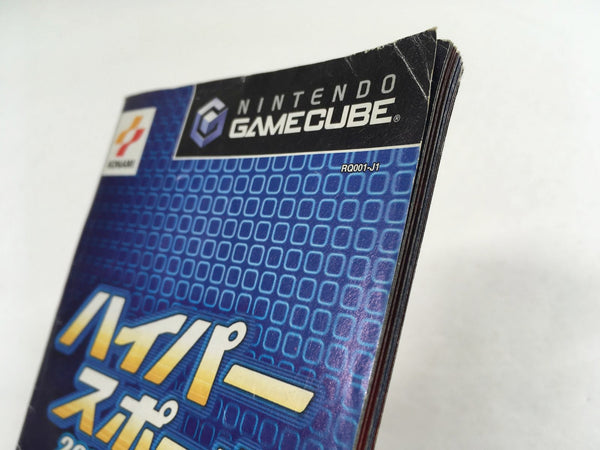 NINTENDO
GAMECUBE®
KONAMI
RQ001-J1
ハイパー
スポ